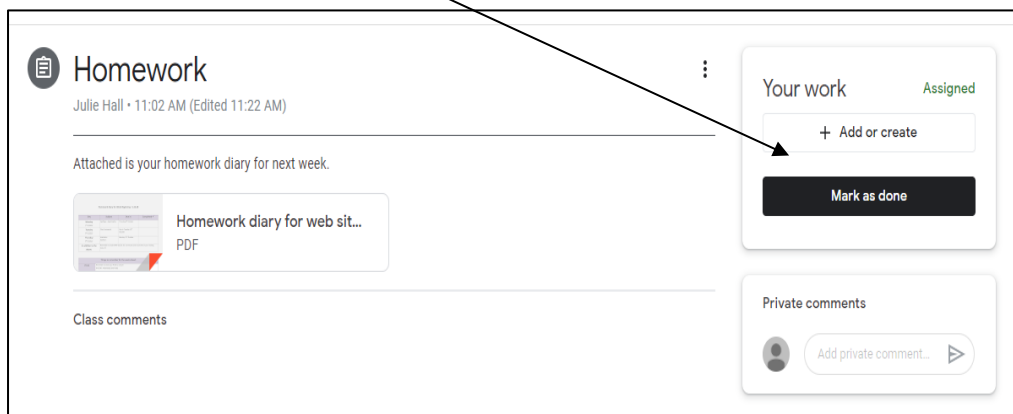 Homework
Julie Hall • 11:02 AM (Edited 11:22 AM)
Attached is your homework diary for next week.
Homework diary for web sit...
PDF
Class comments
Your work
Assigned
+ Add or create
Mark as done
Private comments
Add private comment...